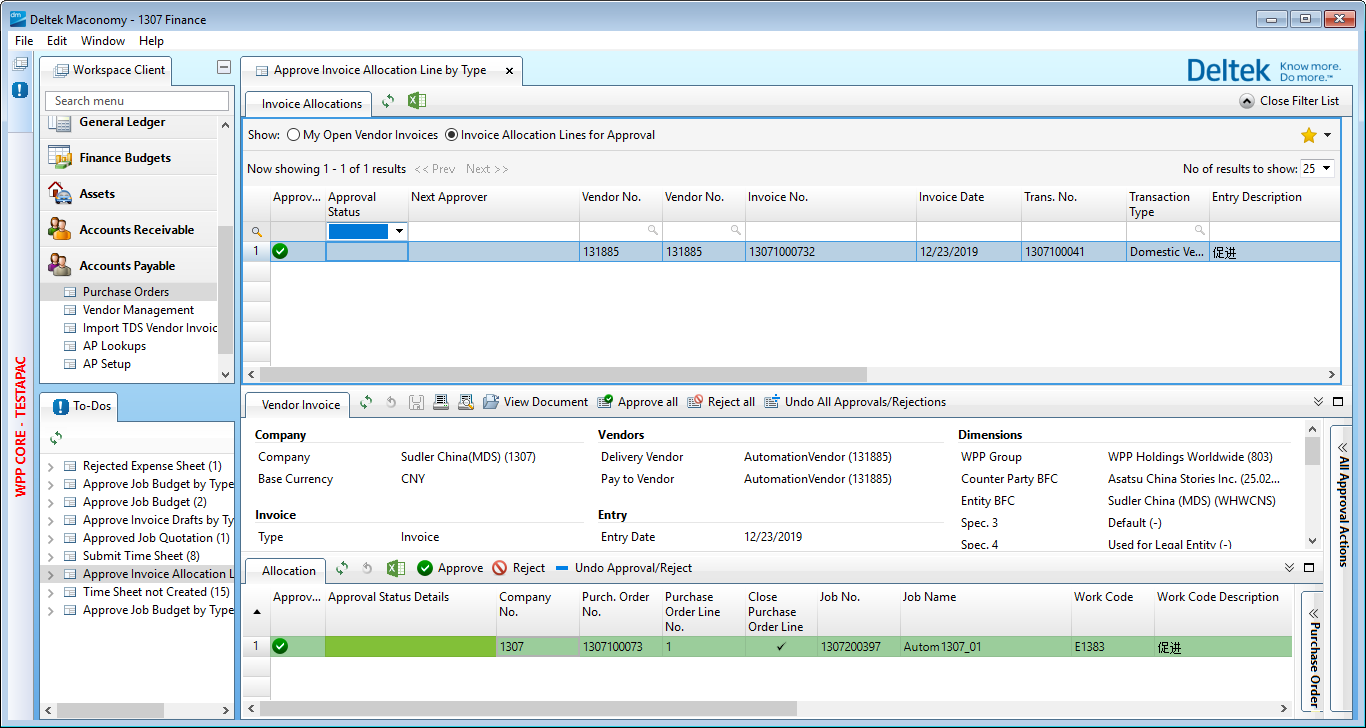 Deltek Maconomy - 1307 Finance
File Edit Window Help
Workspace Client
Search menu
General Ledger
Finance Budgets
Assets
Accounts Receivable
Accounts Payable
Purchase Orders
Vendor Management
Import TDS Vendor Invoic
AP Lookups
AP Setup
WPP CORE - TESTAPAC
To-Dos
Rejected Expense Sheet (1)
Approve Job Budget by Type
Approve Job Budget (2)
Approve Invoice Drafts by Ty
Approved Job Quotation (1)
Submit Time Sheet (8)
Approve Invoice Allocation L
Time Sheet not Created (15)
Approve Job Budget by Type
Approve Invoice Allocation Line by Type
Deltek Know more. Do more.™
Invoice Allocations
Close Filter List
Show: My Open Vendor Invoices Invoice Allocation Lines for Approval
Now showing 1 - 1 of 1 results << Prev Next >>
No of results to show: 25
Approv... Approval Status Next Approver Vendor No. Vendor No. Invoice No. Invoice Date Trans. No. Transaction Type Entry Description
1 131885 131885 13071000732 12/23/2019 1307100041 Domestic Ve... 促进
Vendor Invoice View Document Approve all Reject all Undo All Approvals/Rejections
Company
Company Sudler China(MDS) (1307)
Base Currency CNY
Invoice
Type Invoice
Vendors
Delivery Vendor AutomationVendor (131885)
Pay to Vendor AutomationVendor (131885)
Entry
Entry Date 12/23/2019
Dimensions
WPP Group WPP Holdings Worldwide (803)
Counter Party BFC Asatsu China Stories Inc. (25.02...
Entity BFC Sudler China (MDS) (WHWCNS)
Spec. 3 Default (-)
Spec. 4 Used for Legal Entity (-)
All Approval Actions
Allocation Approve Reject Undo Approval/Reject
Approv... Approval Status Details Company No. Purch. Order No. Purchase Order Line No. Close Purchase Order Line Job No. Job Name Work Code Work Code Description
1 1307 1307100073 1 ✓ 1307200397 Autom1307_01 E1383 促进
Purchase Order